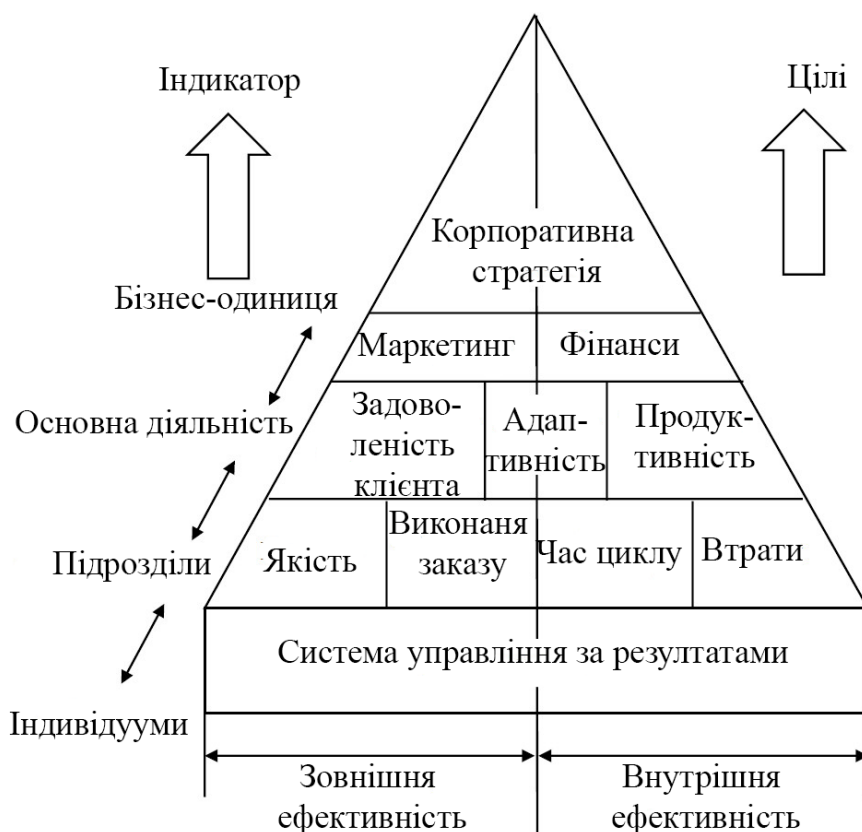 Індикатор
Цілі
Корпоративна
стратегія
Бізнес-одиниця
Маркетинг
Фінанси
Основна діяльність
Задово-
леність
клієнта
Адап-
тивність
Продук-
тивність
Підрозділи
Якість
Виконаня
заказу
Час циклу
Втрати
Система управління за резултатами
Індивідууми
Зовнішня
ефективність
Внутрішня
ефективність